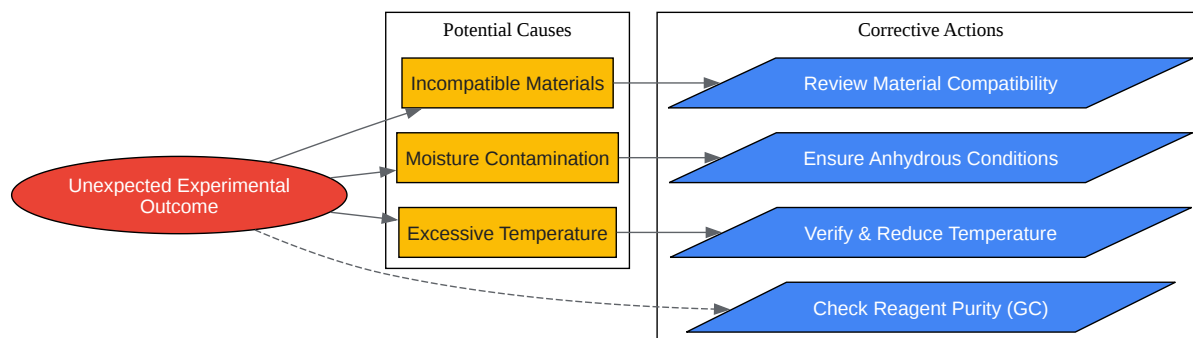 Potential Causes
Corrective Actions
Incompatible Materials
Review Material Compatibility
Moisture Contamination
Ensure Anhydrous Conditions
Unexpected Experimental
Outcome
Excessive Temperature
Verify & Reduce Temperature
Check Reagent Purity (GC)